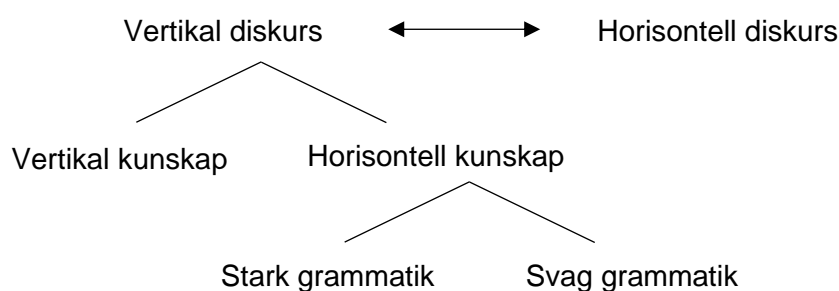 Vertikal diskurs Horisontell diskurs
Vertikal kunskap Horisontell kunskap
Stark grammatik Svag grammatik